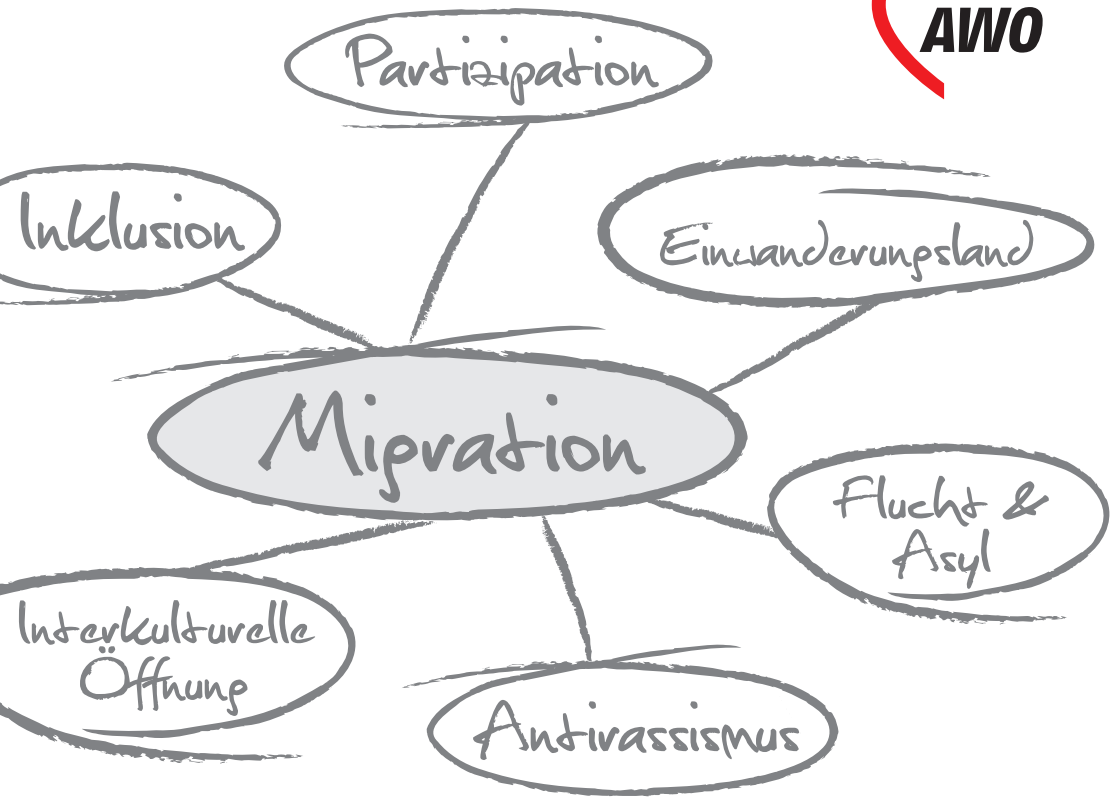 AWO
Partizipation
Inklusion
Einwanderungsland
Migration
Flucht &
Asyl
Interkulturelle
Öffnung
Antirassismus